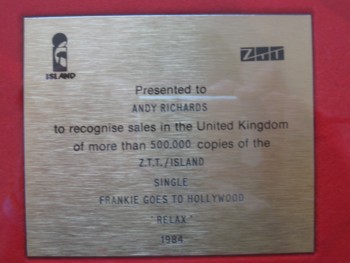 ISLAND
ZTT
Presented to
ANDY RICHARDS
to recognise sales in the United Kingdom
of more than 500,000 copies of the
Z.T.T./ISLAND
SINGLE
FRANKIE GOES TO HOLLYWOOD
"RELAX"
1984